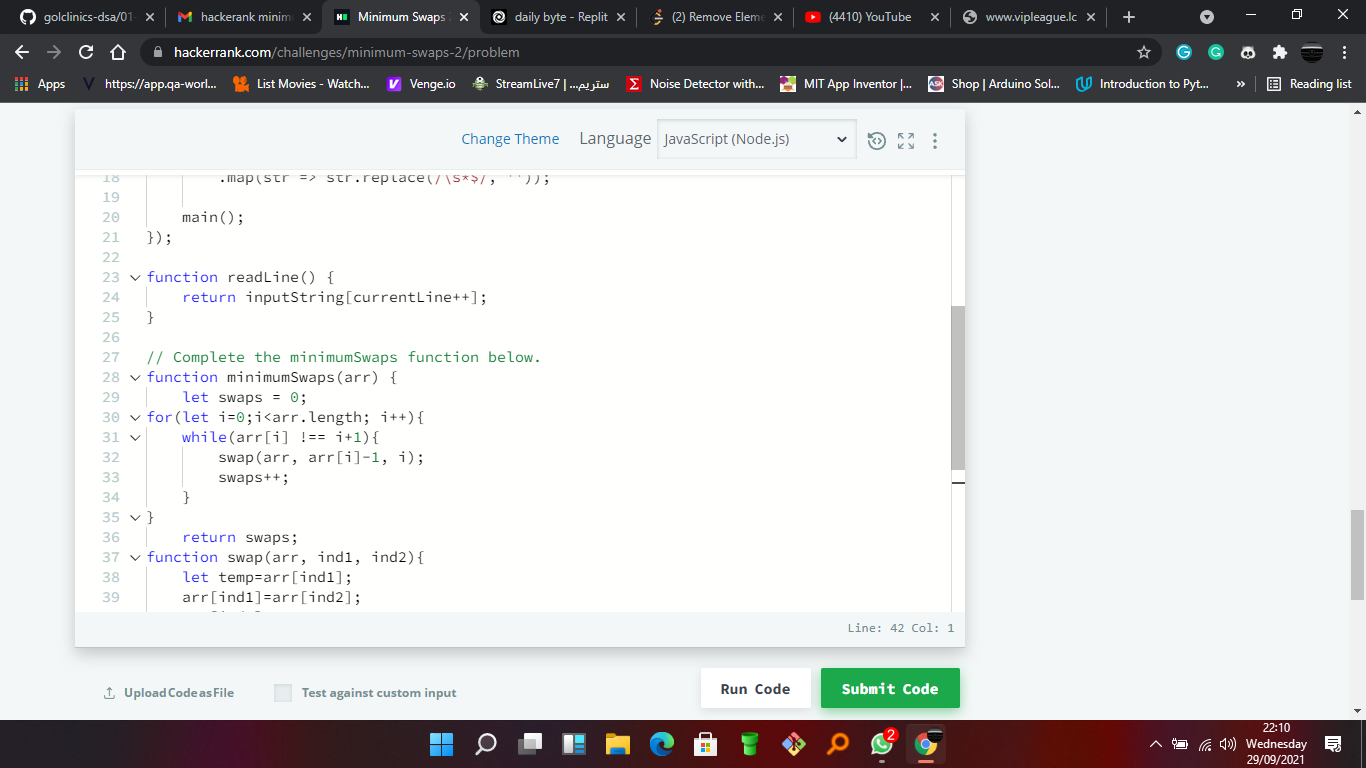 golclinics-dsa/01-
hackerank minim
Minimum Swaps 2
daily byte - Replit
(2) Remove Eleme
(4410) YouTube
www.vipleague.lc
hackerrank.com/challenges/minimum-swaps-2/problem
Apps
https://app.qa-worl...
List Movies - Watch...
Venge.io
StreamLive7 | ستريم...
Noise Detector with...
MIT App Inventor |...
Shop | Arduino Sol...
Introduction to Pyt...
»
Reading list
Change Theme
Language
JavaScript (Node.js)
18 .map(str => str.replace(/\s*$/, ''));
19
20 main();
21 });
22
23 function readLine() {
24 return inputString[currentLine++];
25 }
26
27 // Complete the minimumSwaps function below.
28 function minimumSwaps(arr) {
29 let swaps = 0;
30 for(let i=0;i<arr.length; i++){
31 while(arr[i] !== i+1){
32 swap(arr, arr[i]-1, i);
33 swaps++;
34 }
35 }
36 return swaps;
37 function swap(arr, ind1, ind2){
38 let temp=arr[ind1];
39 arr[ind1]=arr[ind2];
Line: 42 Col: 1
Upload Code as File
Test against custom input
Run Code
Submit Code
2
22:10
Wednesday
29/09/2021